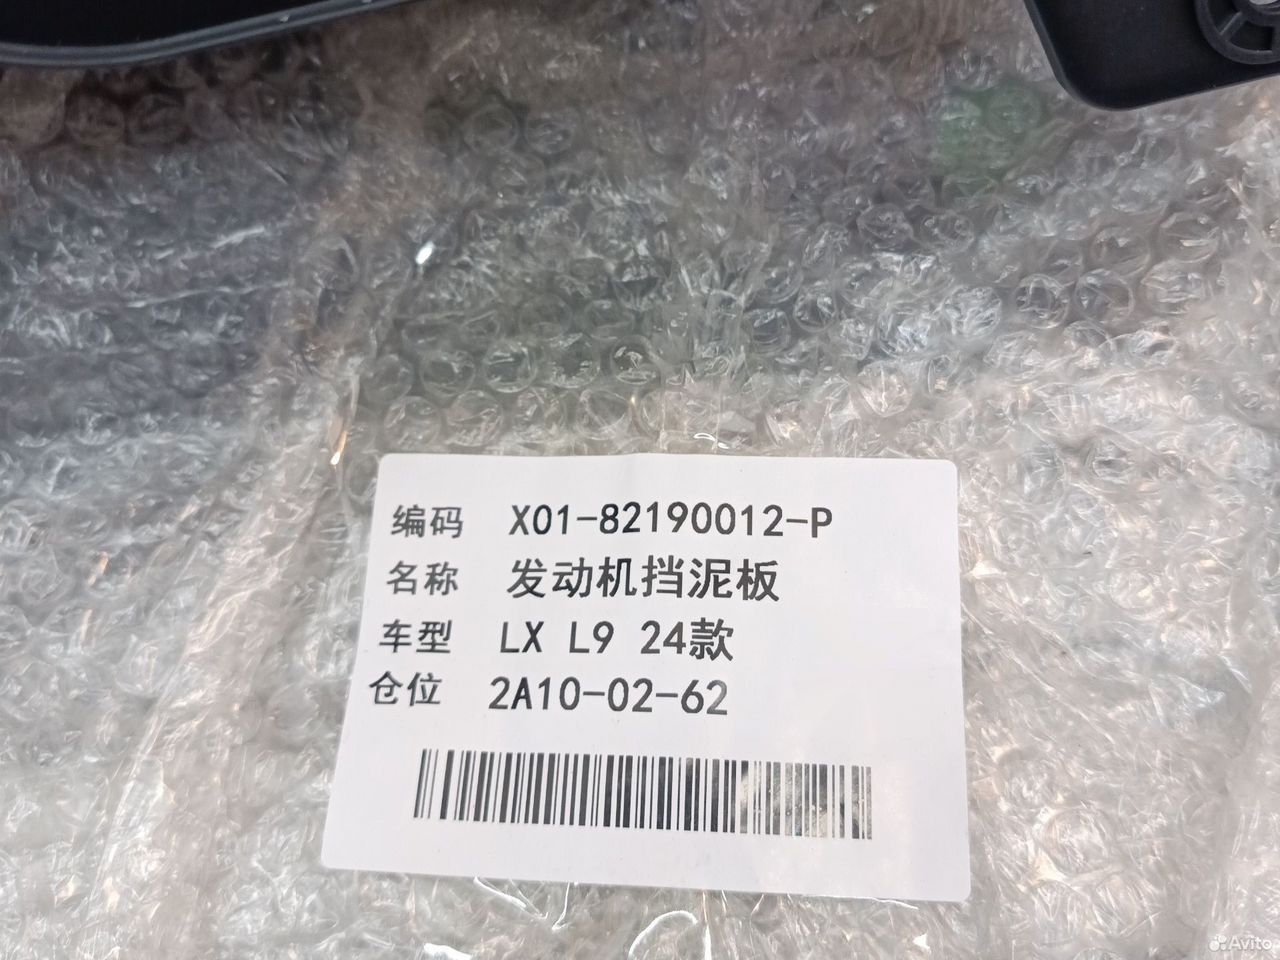 编码 X01-82190012-P
名称 发动机挡泥板
车型 LX L9 24款
仓位 2A10-02-62
Avito